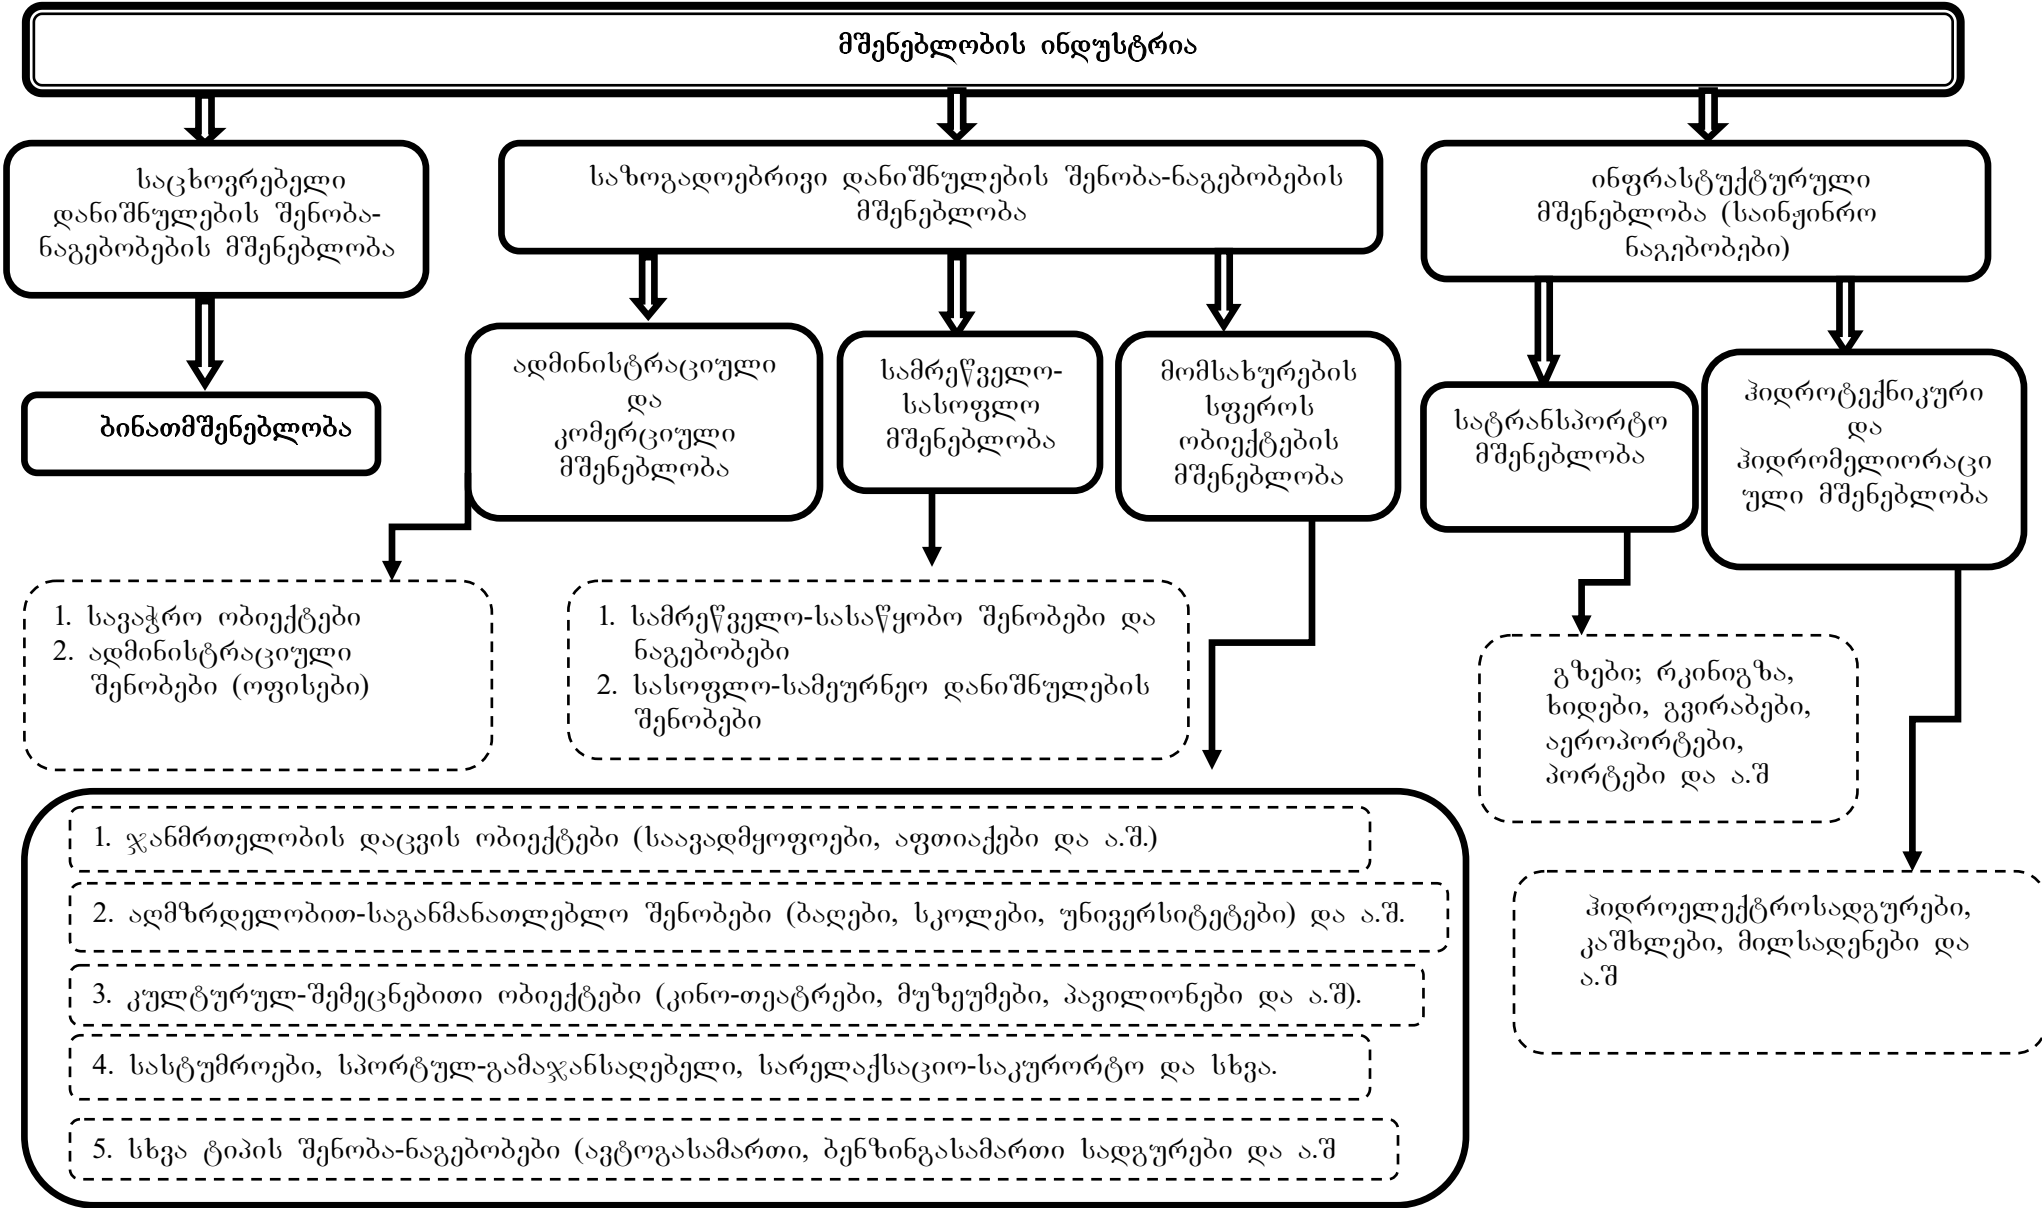 მშენებლობის ინდუსტრია
საცხოვრებელი
დანიშნულების შენობა-
ნაგებობების მშენებლობა
საზოგადოებრივი დანიშნულების შენობა-ნაგებობების
მშენებლობა
ინფრასტუქტურული
მშენებლობა (საინჟინრო
ნაგებობები)
ბინათმშენებლობა
ადმინისტრაციული
და
კომერციული
მშენებლობა
სამრეწველო-
სასოფლო
მშენებლობა
მომსახურების
სფეროს
ობიექტების
მშენებლობა
სატრანსპორტო
მშენებლობა
ჰიდროტექნიკური
და
ჰიდრომელიორაცი
ული მშენებლობა
1. სავაჭრო ობიექტები
2. ადმინისტრაციული
შენობები (ოფისები)
1. სამრეწველო-სასაწყობო შენობები და
ნაგებობები
2. სასოფლო-სამეურნეო დანიშნულების
შენობები
გზები; რკინიგზა,
ხიდები, გვირაბები,
აეროპორტები,
პორტები და ა.შ
1. ჯანმრთელობის დაცვის ობიექტები (საავადმყოფოები, აფთიაქები და ა.შ.)
2. აღმზრდელობით-საგანმანათლებლო შენობები (ბაღები, სკოლები, უნივერსიტეტები) და ა.შ.
3. კულტურულ-შემეცნებითი ობიექტები (კინო-თეატრები, მუზეუმები, პავილიონები და ა.შ).
4. სასტუმროები, სპორტულ-გამაჯანსაღებელი, სარელაქსაციო-საკურორტო და სხვა.
5. სხვა ტიპის შენობა-ნაგებობები (ავტოგასამართი, ბენზინგასამართი სადგურები და ა.შ
ჰიდროელექტროსადგურები,
კაშხლები, მილსადენები და
ა.შ